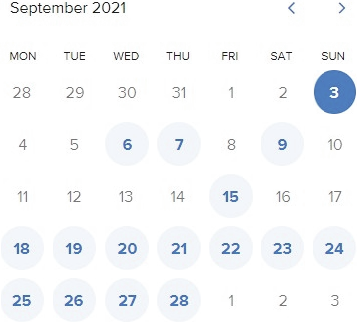 September 2021
MON TUE WED THU FRI SAT SUN
28 29 30 31 1 2 3
4 5 6 7 8 9 10
11 12 13 14 15 16 17
18 19 20 21 22 23 24
25 26 27 28 1 2 3